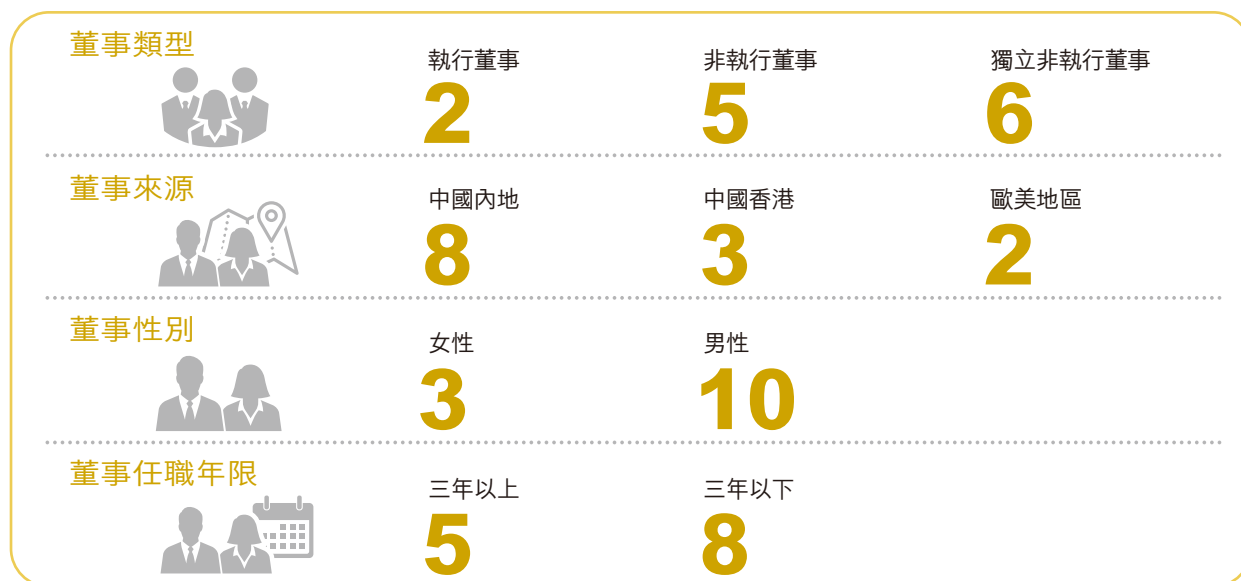 董事類型
執行董事 非執行董事 獨立非執行董事
2 5 6
董事來源
中國內地 中國香港 歐美地區
8 3 2
董事性別
女性 男性
3 10
董事任職年限
三年以上 三年以下
5 8